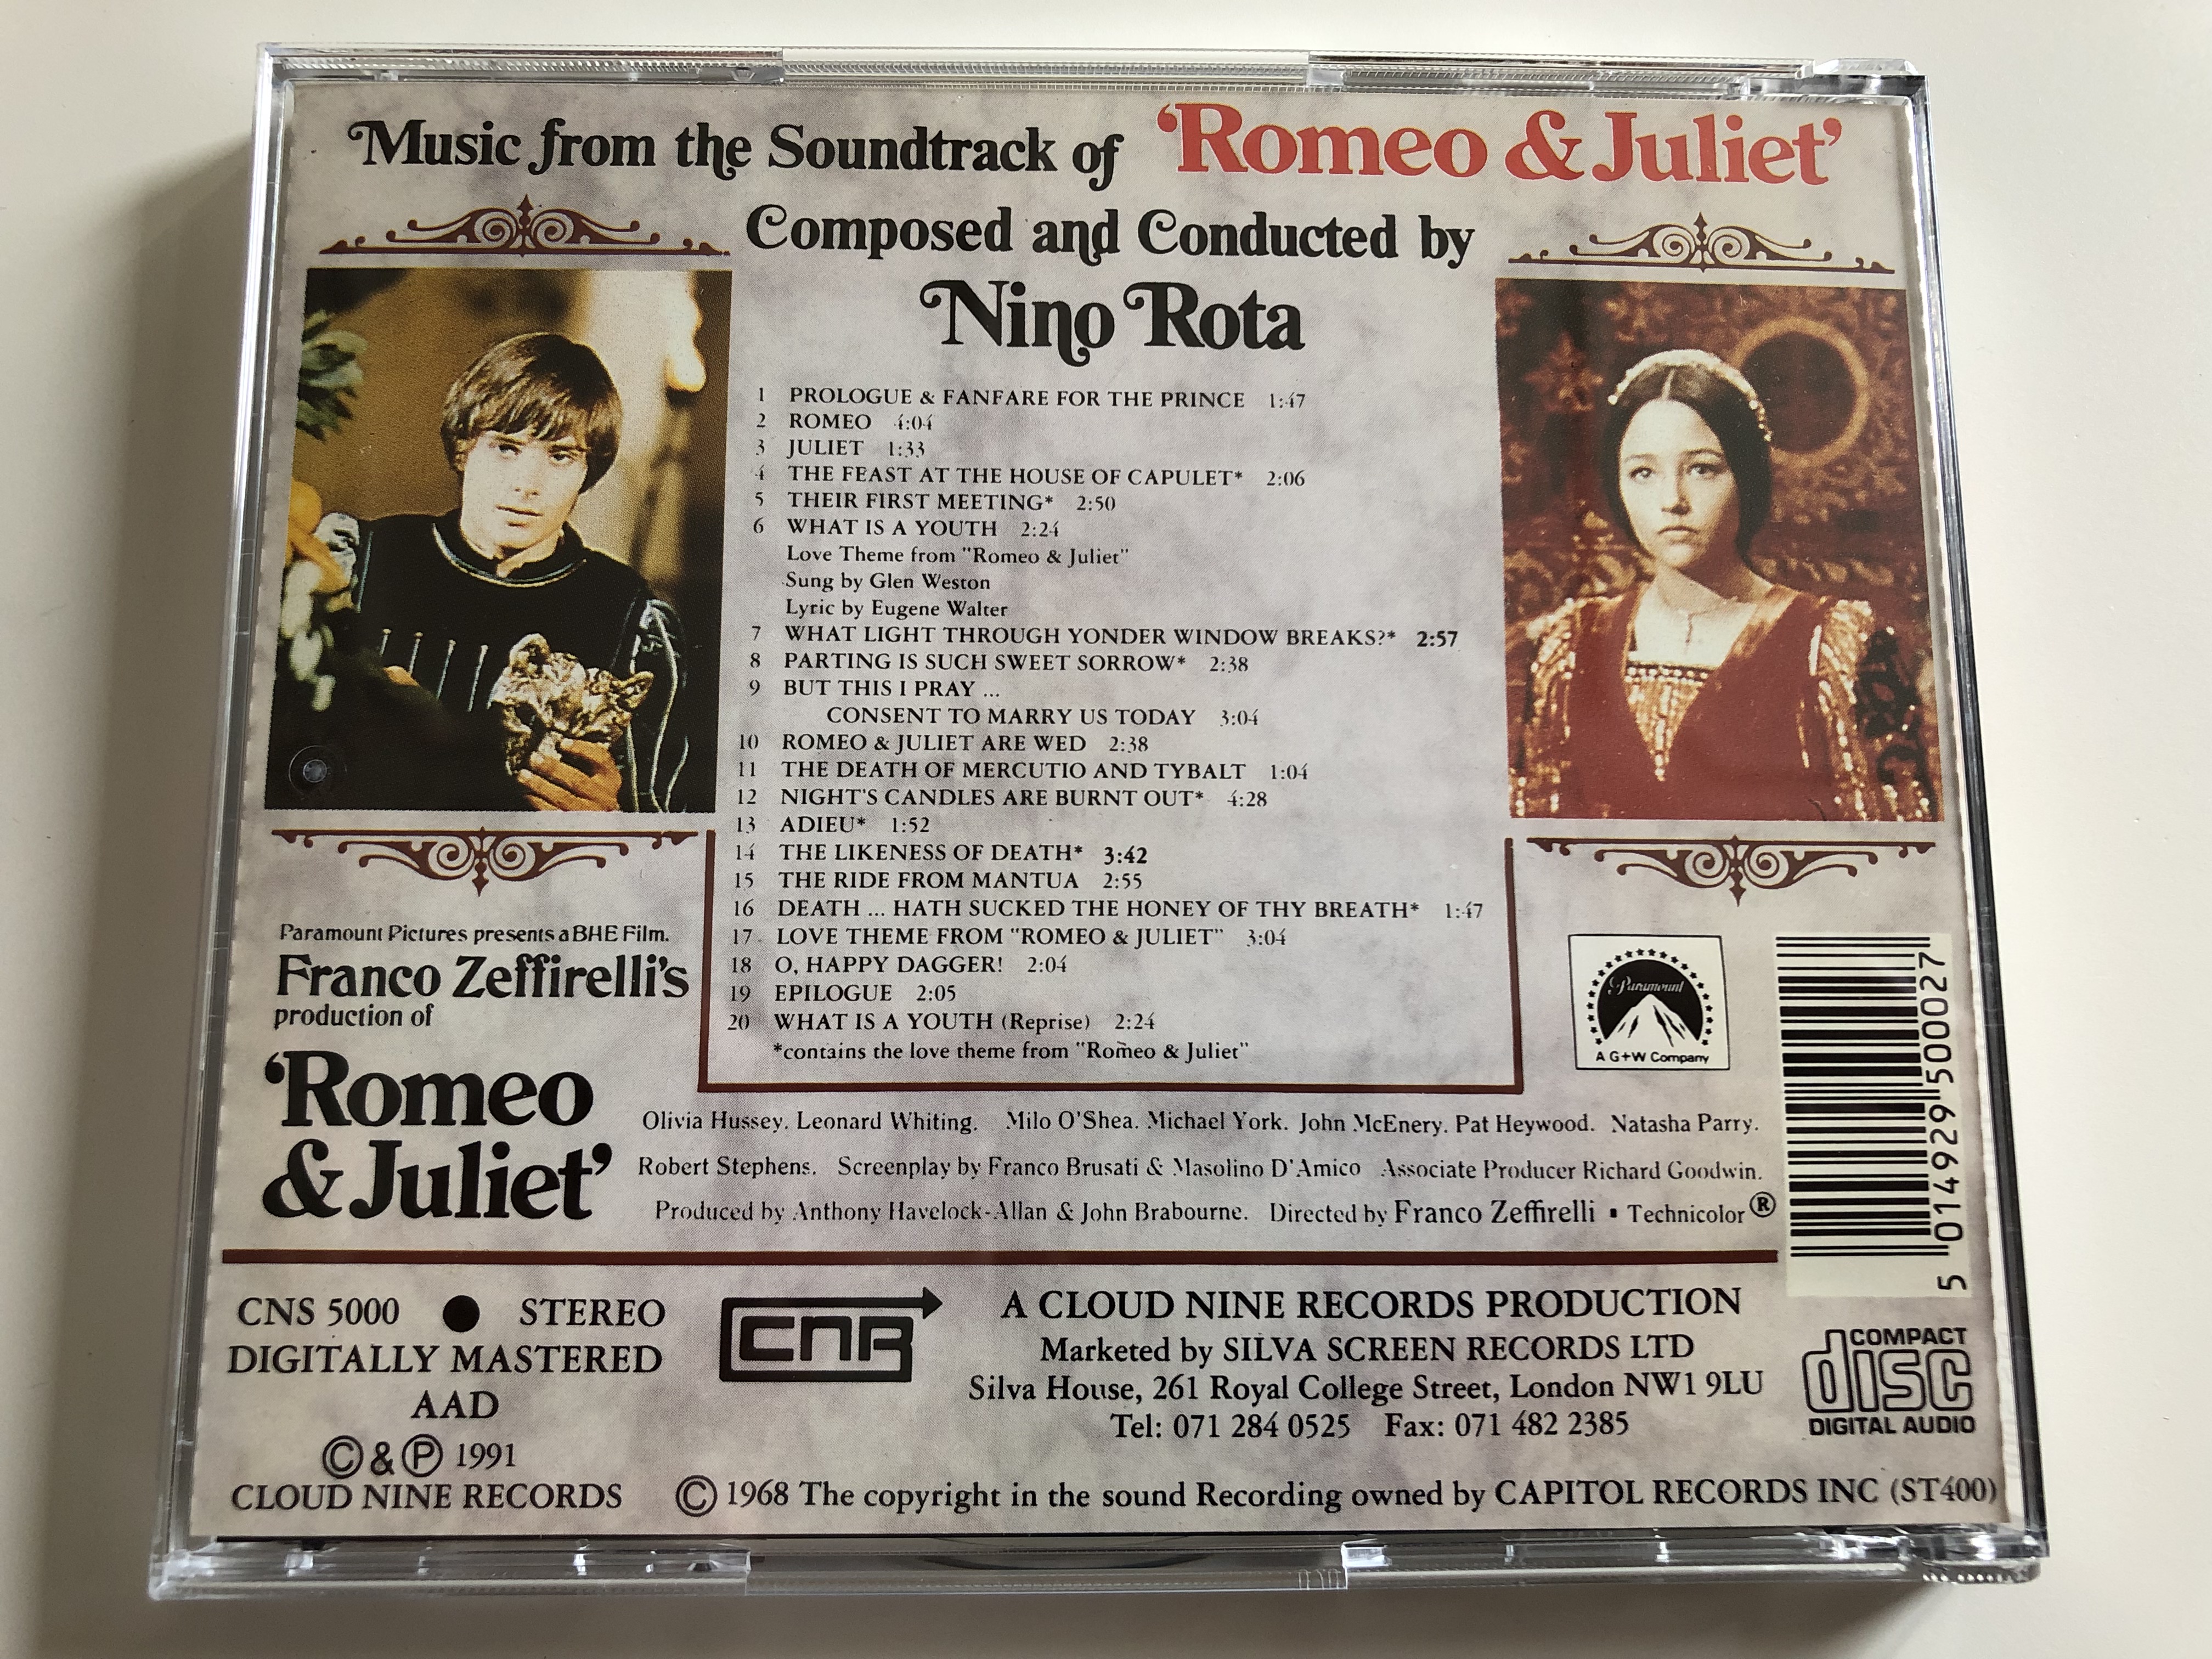 Music from the Soundtrack of 'Romeo & Juliet'
Composed and Conducted by
Nino Rota
1 PROLOGUE & FANFARE FOR THE PRINCE 1:47
2 ROMEO 4:04
3 JULIET 1:33
4 THE FEAST AT THE HOUSE OF CAPULET* 2:06
5 THEIR FIRST MEETING* 2:50
6 WHAT IS A YOUTH 2:24
Love Theme from "Romeo & Juliet"
Sung by Glen Weston
Lyric by Eugene Walter
7 WHAT LIGHT THROUGH YONDER WINDOW BREAKS?* 2:57
8 PARTING IS SUCH SWEET SORROW* 2:38
9 BUT THIS I PRAY ...
CONSENT TO MARRY US TODAY 3:04
10 ROMEO & JULIET ARE WED 2:38
11 THE DEATH OF MERCUTIO AND TYBALT 1:04
12 NIGHT'S CANDLES ARE BURNT OUT* 4:28
13 ADIEU* 1:52
14 THE LIKENESS OF DEATH* 3:42
15 THE RIDE FROM MANTUA 2:55
16 DEATH ... HATH SUCKED THE HONEY OF THY BREATH* 1:47
17 LOVE THEME FROM "ROMEO & JULIET" 3:04
18 O, HAPPY DAGGER! 2:04
19 EPILOGUE 2:05
20 WHAT IS A YOUTH (Reprise) 2:24
*contains the love theme from "Romeo & Juliet"
Paramount Pictures presents a BHE Film.
Franco Zeffirelli's
production of
'Romeo
& Juliet'
Paramount
A G+W Company
5 014929 500027
Olivia Hussey. Leonard Whiting. Milo O'Shea. Michael York. John McEnery. Pat Heywood. Natasha Parry.
Robert Stephens. Screenplay by Franco Brusati & Masolino D'Amico Associate Producer Richard Goodwin.
Produced by Anthony Havelock-Allan & John Brabourne. Directed by Franco Zeffirelli ▪ Technicolor®
CNS 5000 ● STEREO
DIGITALLY MASTERED
AAD
©&℗ 1991
CLOUD NINE RECORDS
CNR
A CLOUD NINE RECORDS PRODUCTION
Marketed by SILVA SCREEN RECORDS LTD
Silva House, 261 Royal College Street, London NW1 9LU
Tel: 071 284 0525 Fax: 071 482 2385
COMPACT
disc
DIGITAL AUDIO
© 1968 The copyright in the sound Recording owned by CAPITOL RECORDS INC (ST400)